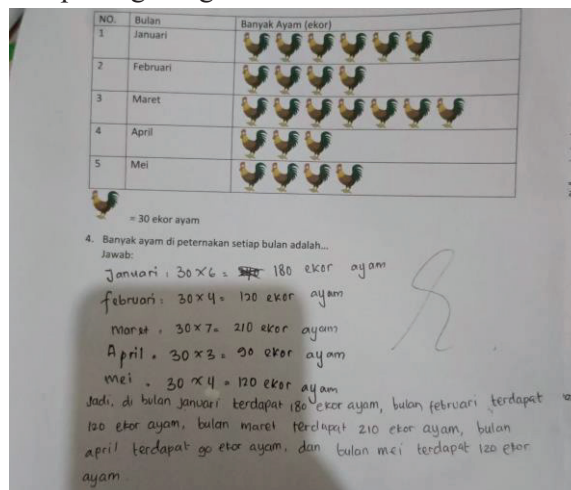 NO. Bulan Banyak Ayam (ekor)
1 Januari
2 Februari
3 Maret
4 April
5 Mei
= 30 ekor ayam
4. Banyak ayam di peternakan setiap bulan adalah...
Jawab:
Januari : 30 x 6 = 180 ekor ayam
februari : 30 x 4 = 120 ekor ayam
maret . 30 x 7 = 210 ekor ayam
April . 30 x 3 = 90 ekor ayam
mei . 30 x 4 = 120 ekor ayam
Jadi, di bulan januari terdapat 180 ekor ayam, bulan februari terdapat
120 ekor ayam, bulan maret terdapat 210 ekor ayam, bulan
april terdapat 90 ekor ayam, dan bulan mei terdapat 120 ekor
ayam